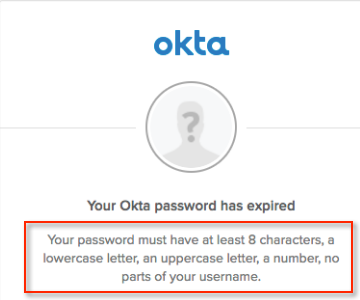 okta
?
Your Okta password has expired
Your password must have at least 8 characters, a
lowercase letter, an uppercase letter, a number, no
parts of your username.